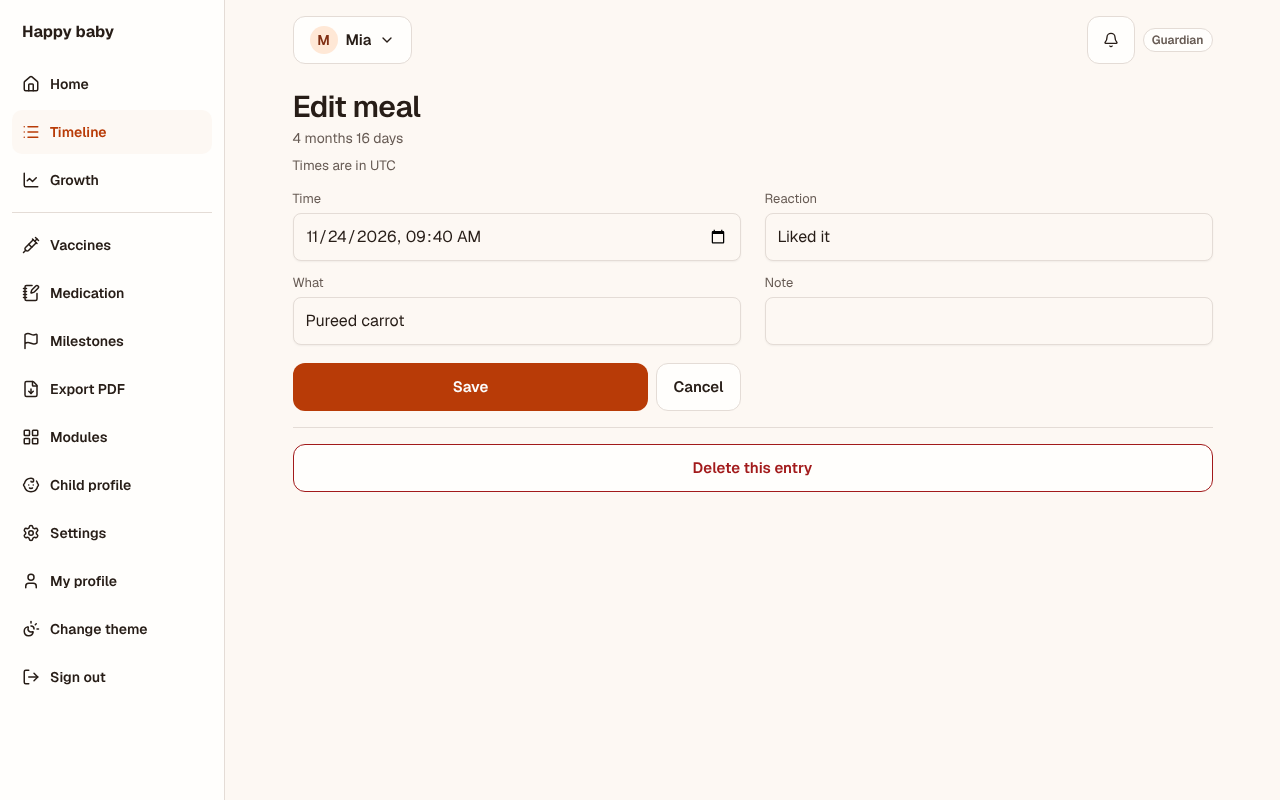 Happy baby
Home
Timeline
Growth
Vaccines
Medication
Milestones
Export PDF
Modules
Child profile
Settings
My profile
Change theme
Sign out
M Mia
Guardian
Edit meal
4 months 16 days
Times are in UTC
Time
11/24/2026, 09:40 AM
Reaction
Liked it
What
Pureed carrot
Note
Save
Cancel
Delete this entry